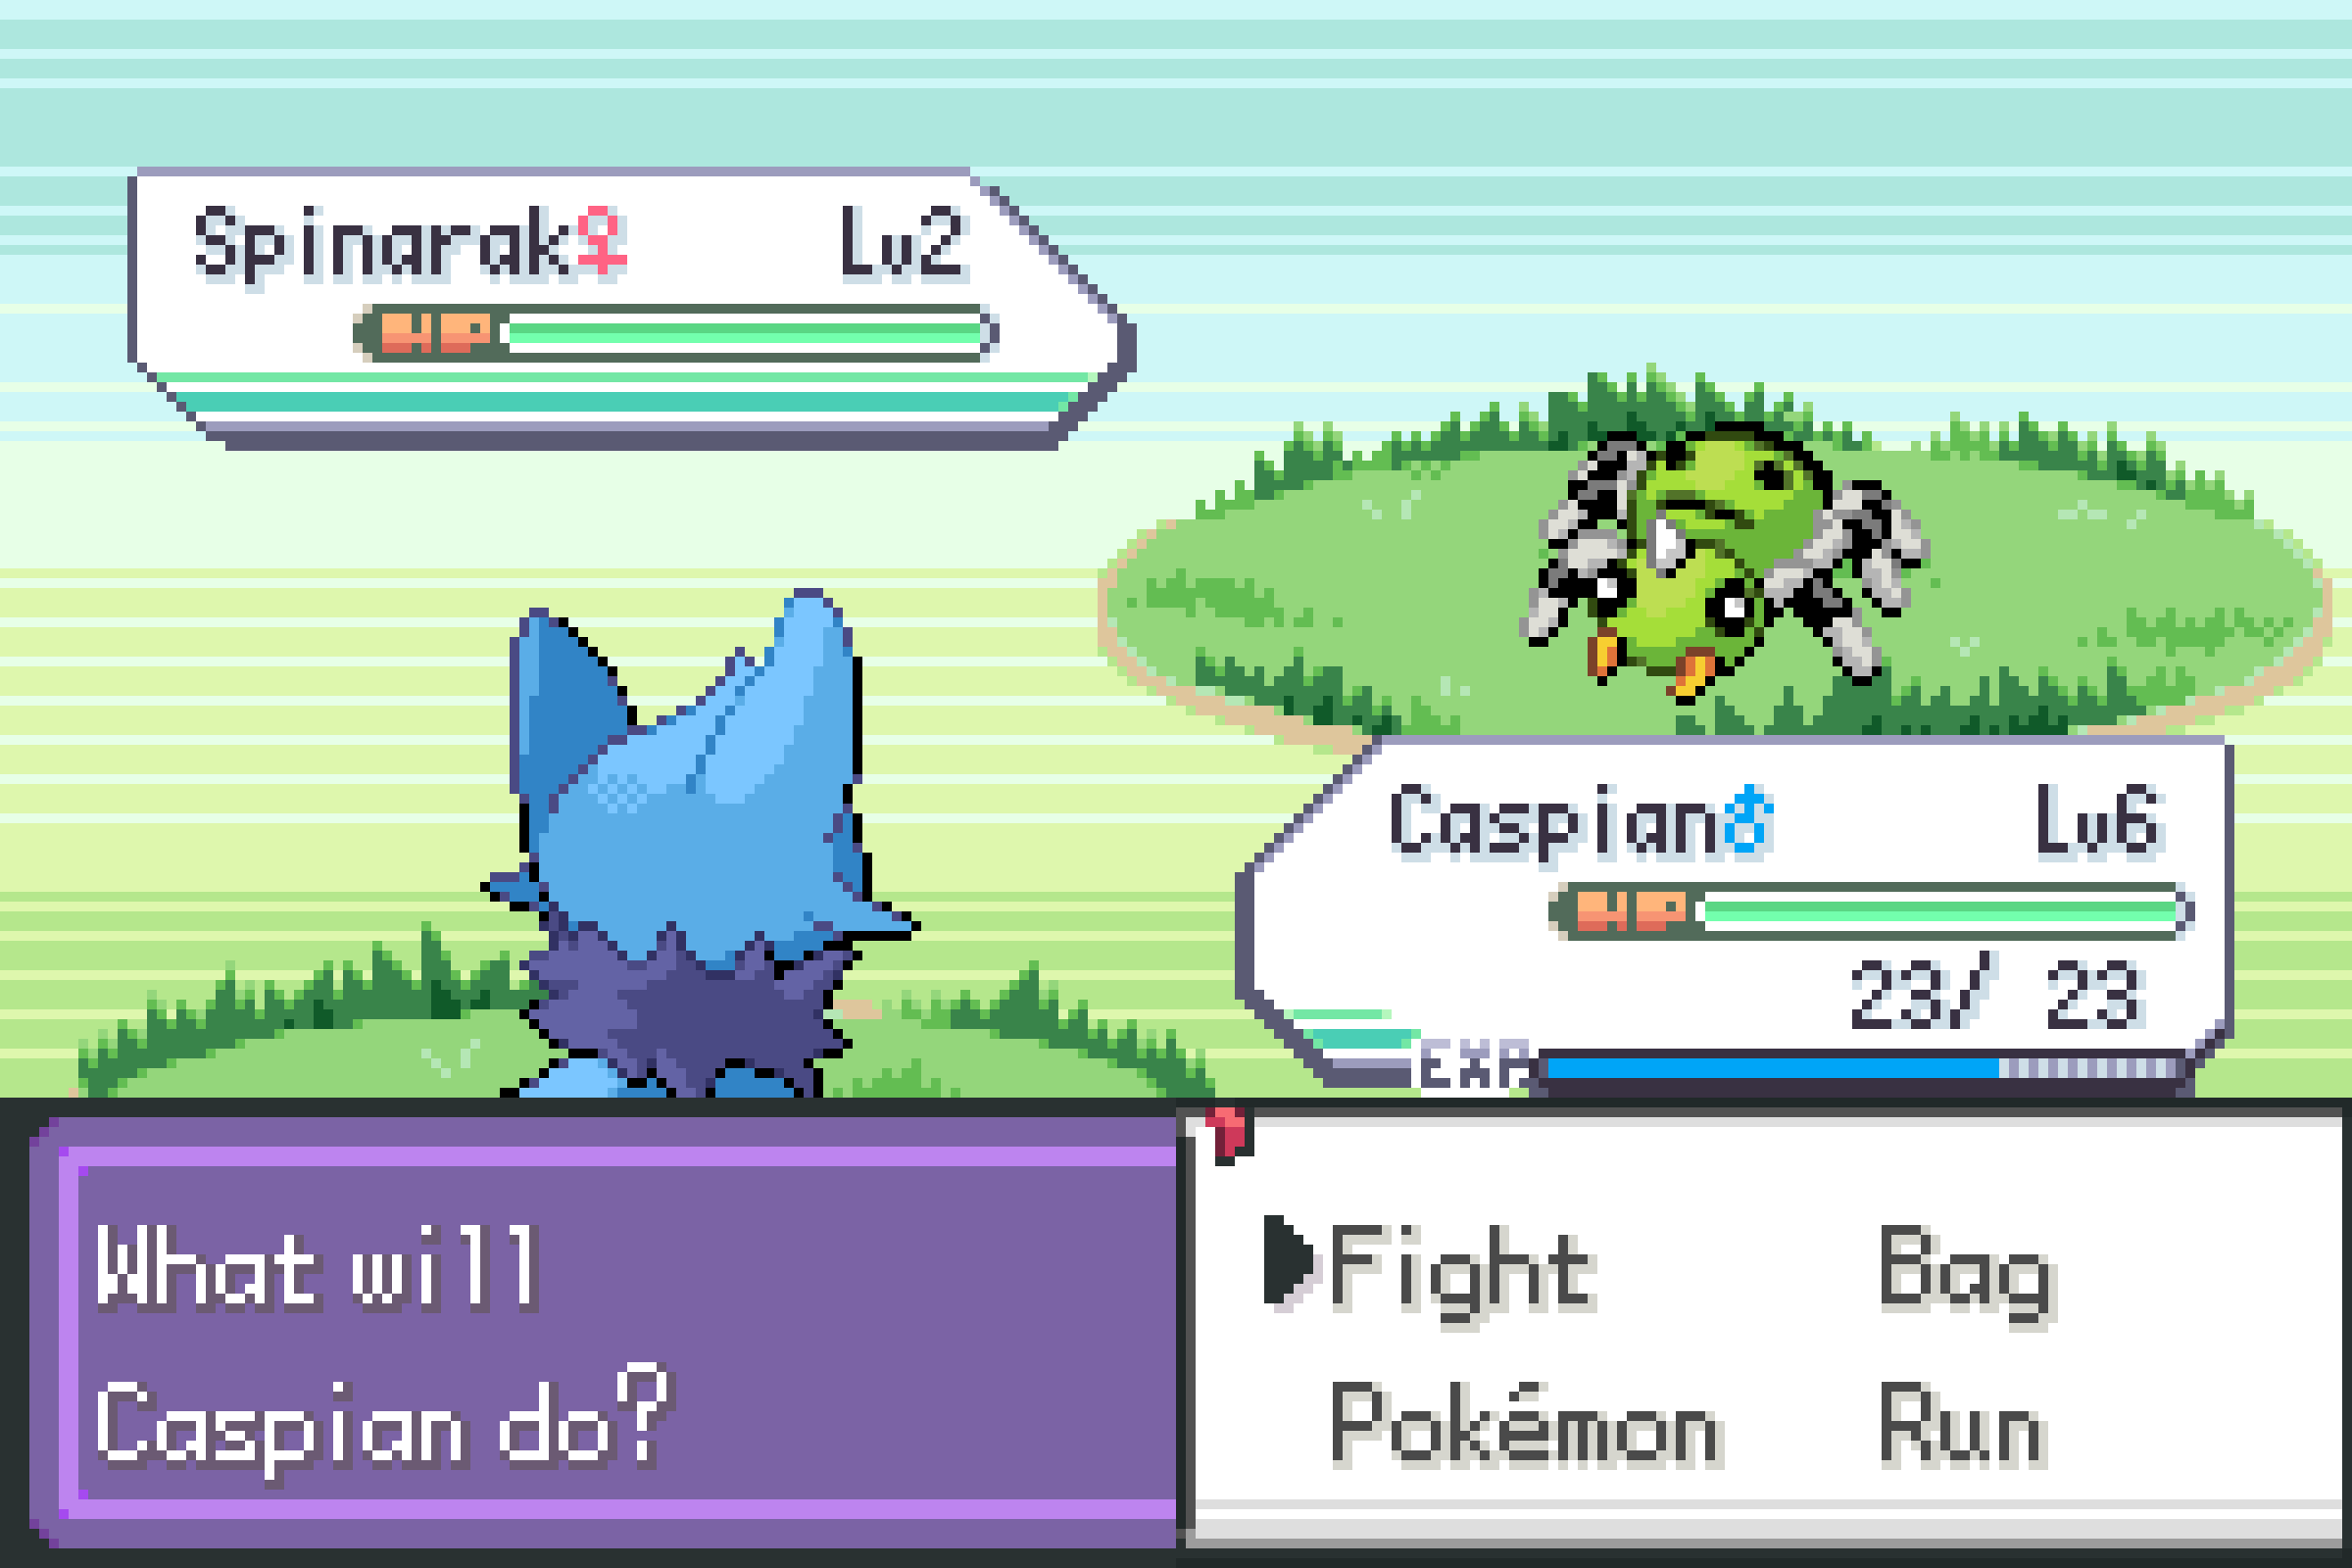 Spinarak♀ Lv2
HP
Caspian♂ Lv6
HP
23/ 23
EXP
What will
Caspian do?
Fight Bag
Pokémon Run